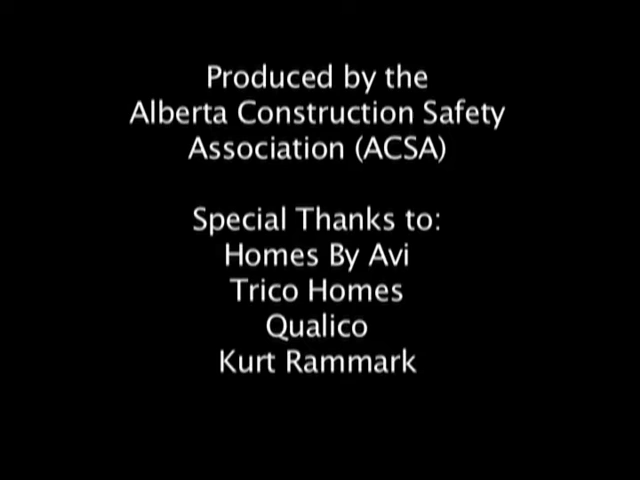 Produced by the
Alberta Construction Safety
Association (ACSA)
Special Thanks to:
Homes By Avi
Trico Homes
Qualico
Kurt Rammark